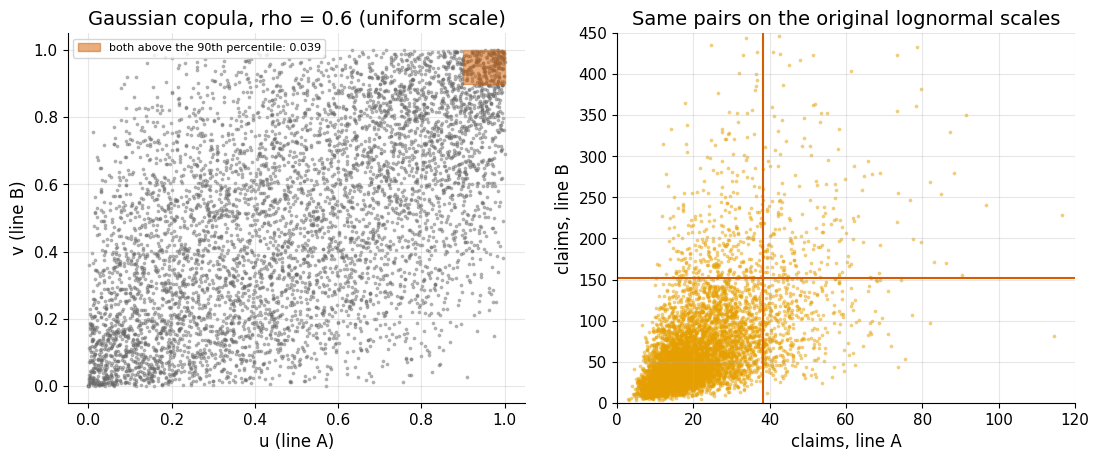 Gaussian copula, rho = 0.6 (uniform scale)
both above the 90th percentile: 0.039
1.0
0.8
0.6
0.4
0.2
0.0
v (line B)
0.0 0.2 0.4 0.6 0.8 1.0
u (line A)
Same pairs on the original lognormal scales
450
400
350
300
250
200
150
100
50
0
claims, line B
0 20 40 60 80 100 120
claims, line A